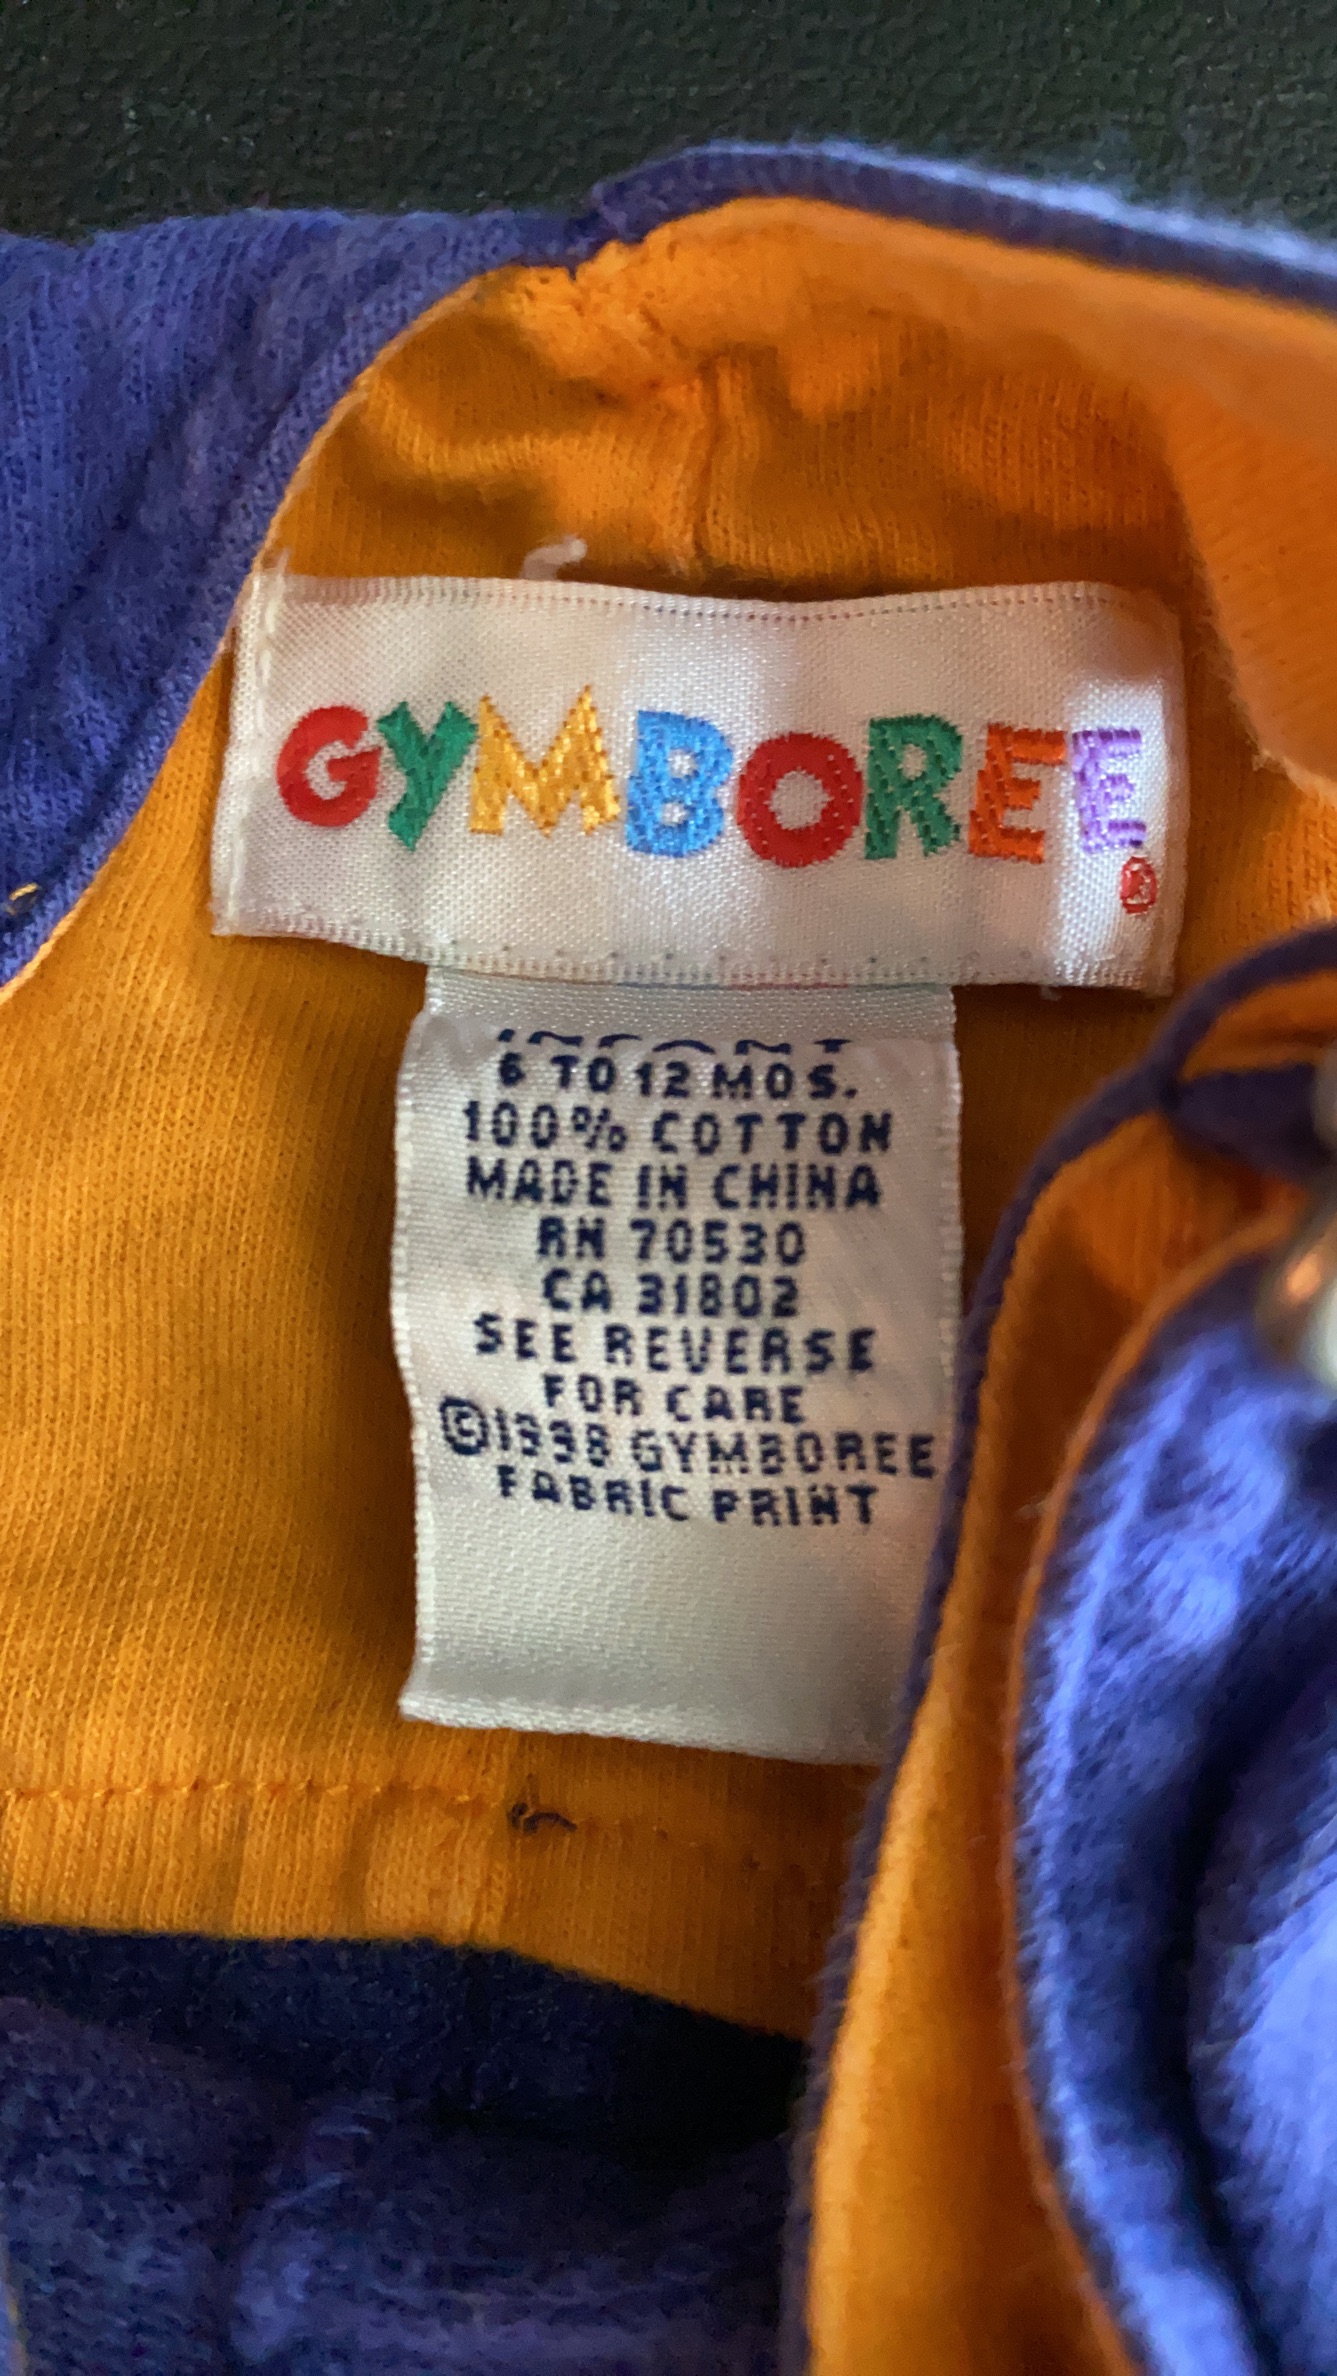 GYMBOREE®
6 TO 12 MOS.
100% COTTON
MADE IN CHINA
RN 70530
CA 31802
SEE REVERSE
FOR CARE
©1998 GYMBOREE
FABRIC PRINT